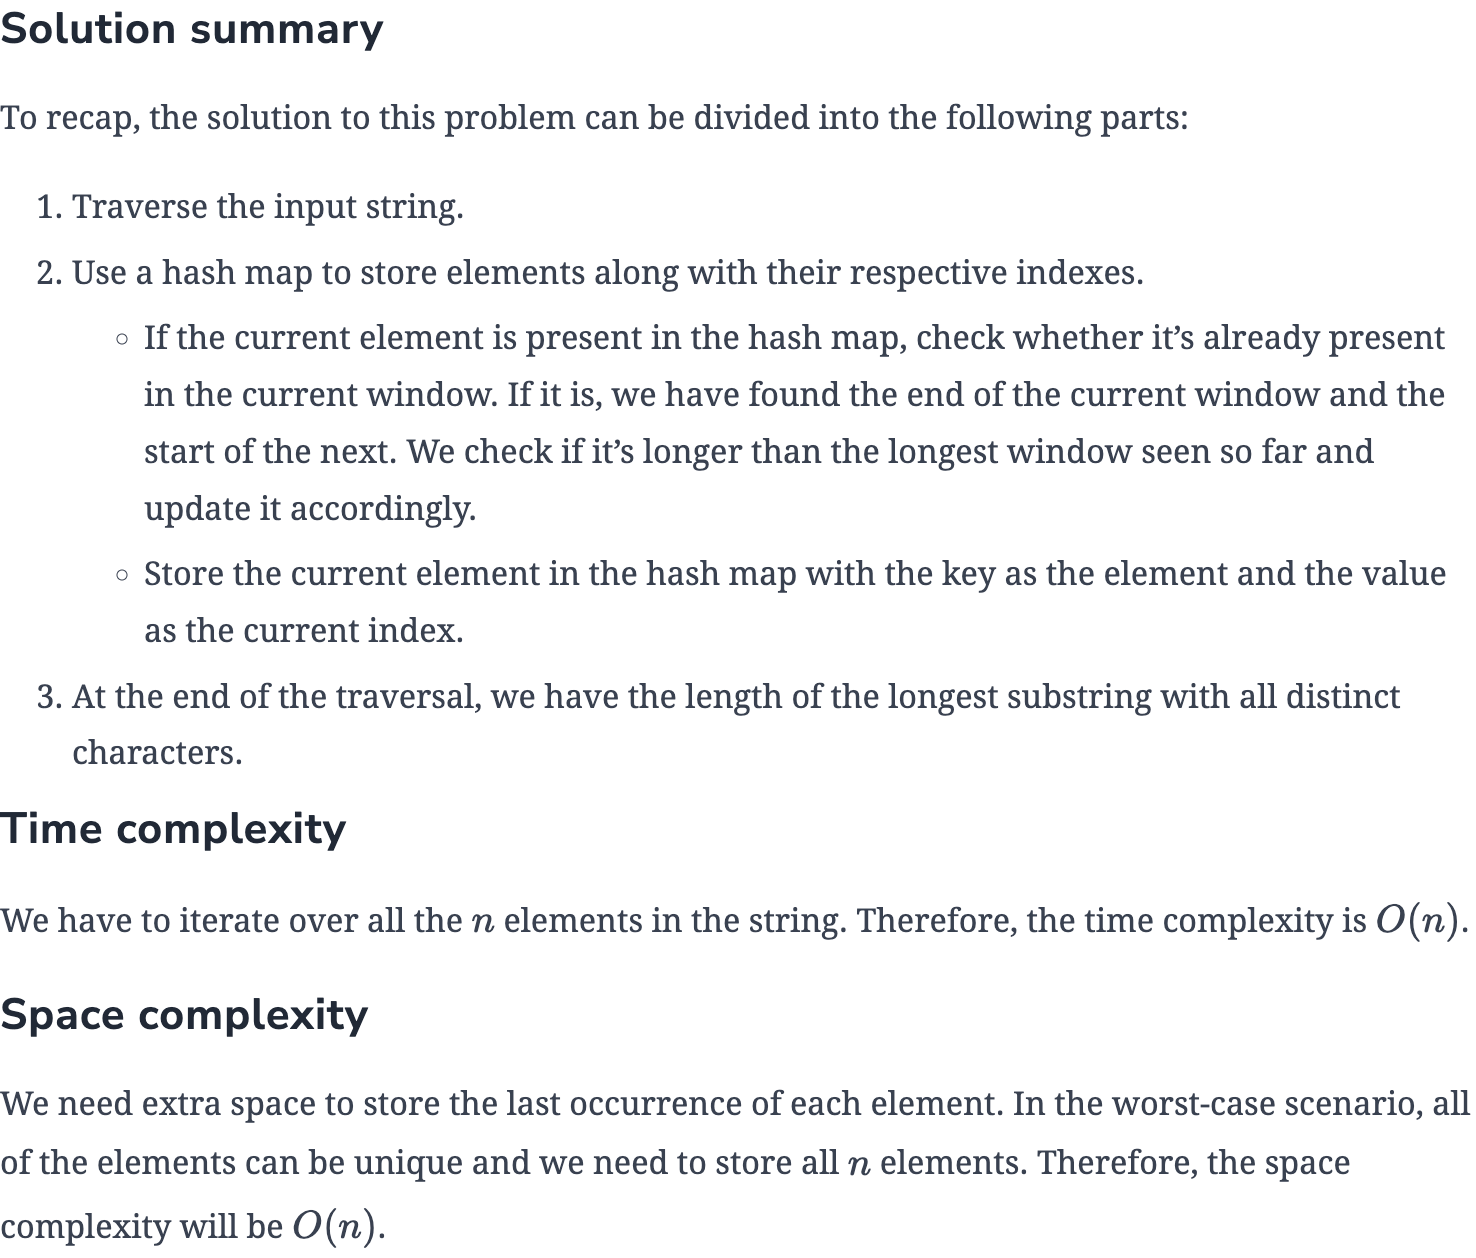 Solution summary
To recap, the solution to this problem can be divided into the following parts:
1. Traverse the input string.
2. Use a hash map to store elements along with their respective indexes.
◦ If the current element is present in the hash map, check whether it’s already present
in the current window. If it is, we have found the end of the current window and the
start of the next. We check if it’s longer than the longest window seen so far and
update it accordingly.
◦ Store the current element in the hash map with the key as the element and the value
as the current index.
3. At the end of the traversal, we have the length of the longest substring with all distinct
characters.
Time complexity
We have to iterate over all the n elements in the string. Therefore, the time complexity is O(n).
Space complexity
We need extra space to store the last occurrence of each element. In the worst-case scenario, all
of the elements can be unique and we need to store all n elements. Therefore, the space
complexity will be O(n).